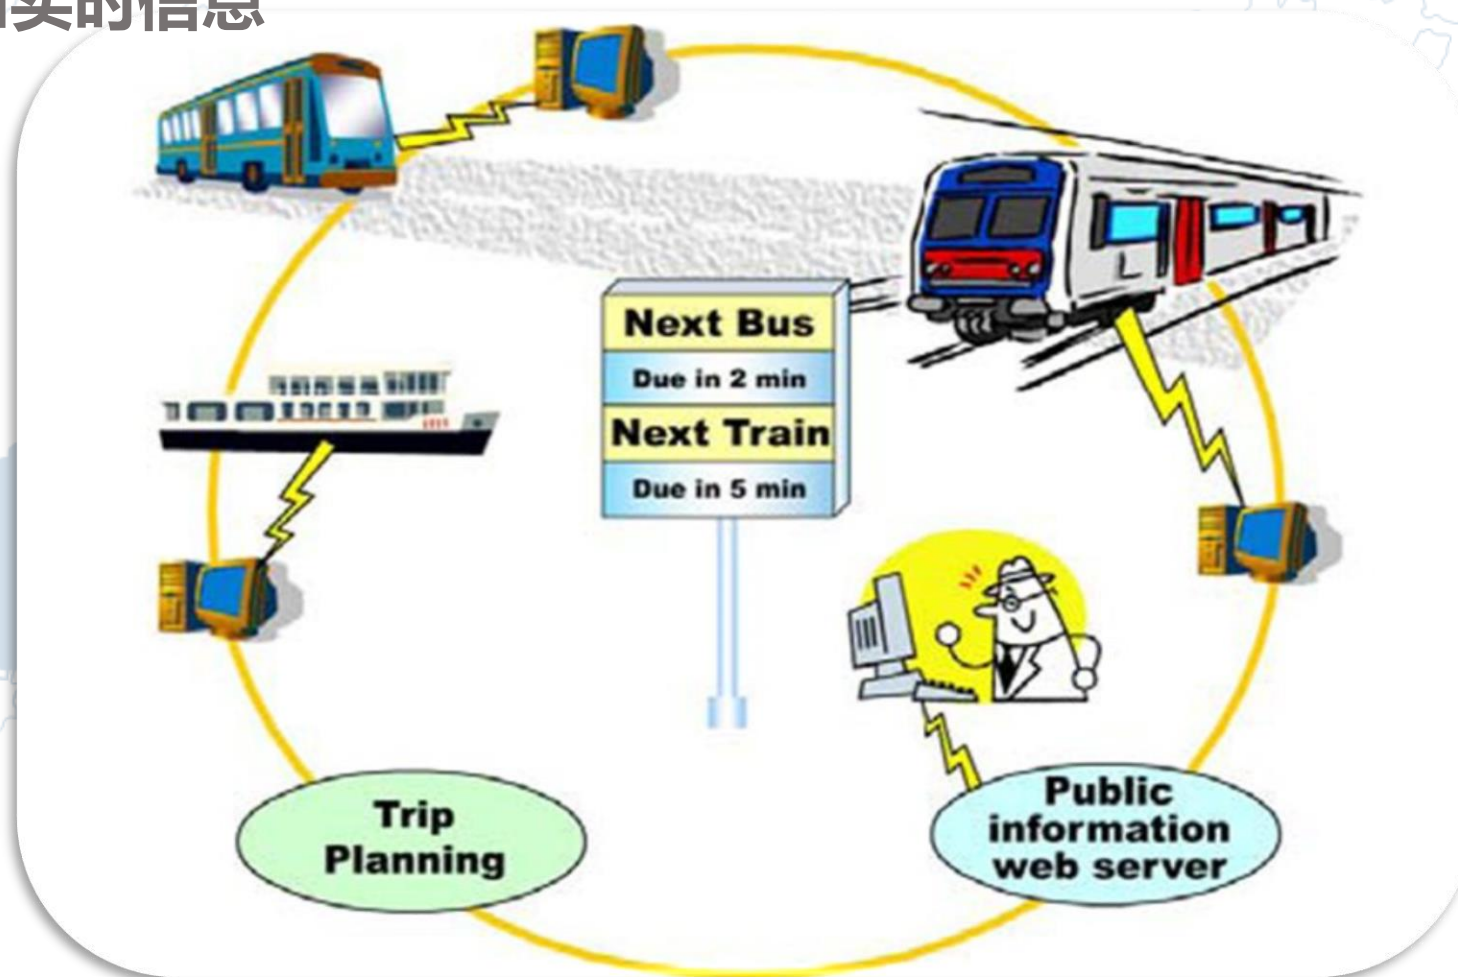 的信息
Next Bus
Due in 2 min
Next Train
Due in 5 min
Trip
Planning
Public
information
web server